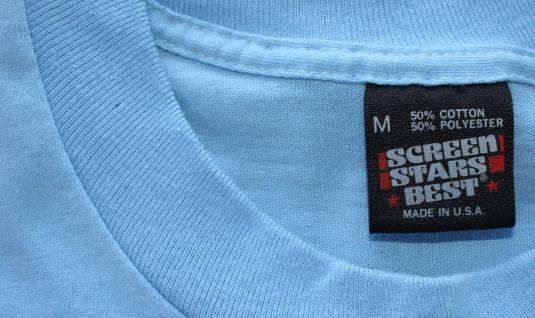 M
50% COTTON
50% POLYESTER
SCREEN
STARS
BEST®
MADE IN U.S.A.